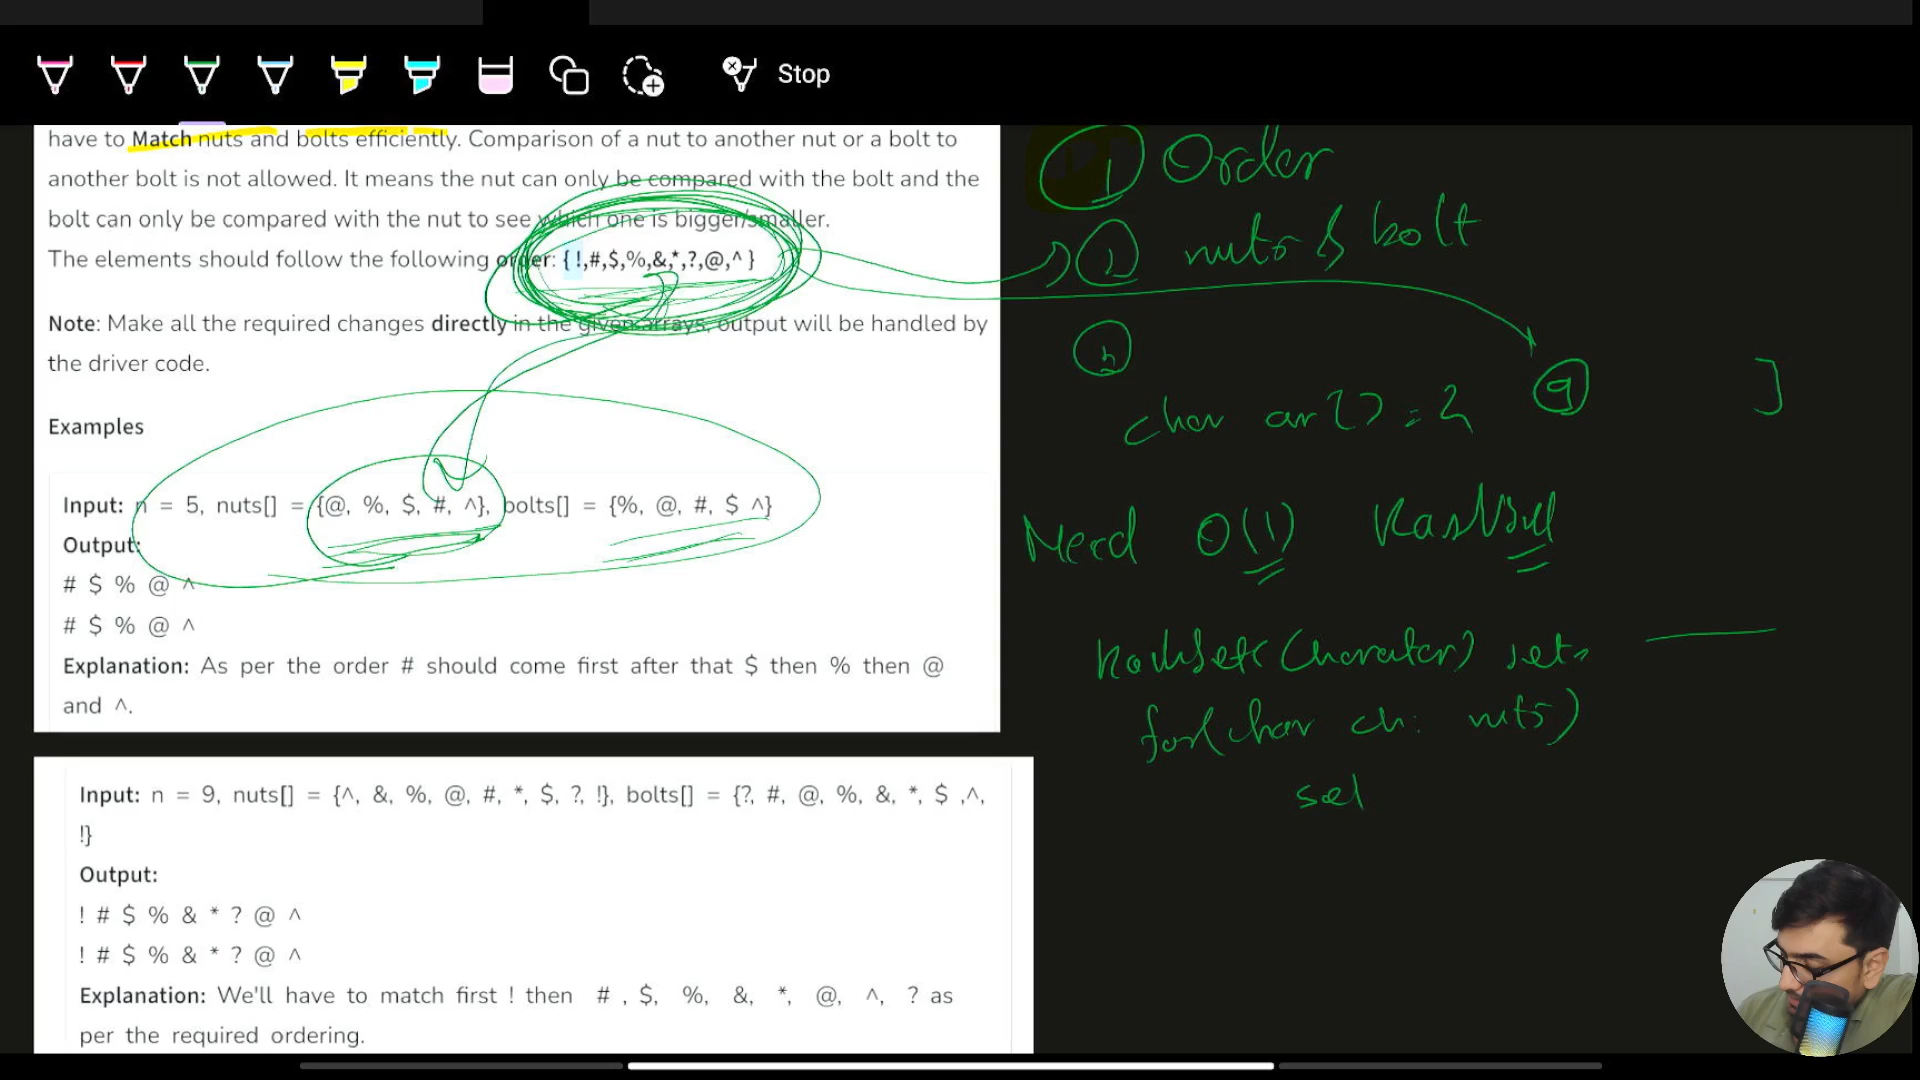 Stop
have to Match nuts and bolts efficiently. Comparison of a nut to another nut or a bolt to
another bolt is not allowed. It means the nut can only be compared with the bolt and the
bolt can only be compared with the nut to see which one is bigger/smaller.
The elements should follow the following order: { !,#,$,%,&,*,?,@,^ }
Note: Make all the required changes directly in the given arrays, output will be handled by
the driver code.
Examples
Input: n = 5, nuts[] = {@, %, $, #, ^}, bolts[] = {%, @, #, $ ^}
Output:
# $ % @ ^
# $ % @ ^
Explanation: As per the order # should come first after that $ then % then @
and ^.
Input: n = 9, nuts[] = {^, &, %, @, #, *, $, ?, !}, bolts[] = {?, #, @, %, &, *, $ ,^,
!}
Output:
! # $ % & * ? @ ^
! # $ % & * ? @ ^
Explanation: We'll have to match first ! then # , $, %, &, *, @, ^, ? as
per the required ordering.
1 Order
nuts & bolt
9
char ar[] = {
Need O(1)
set =
for(char ch: nuts)